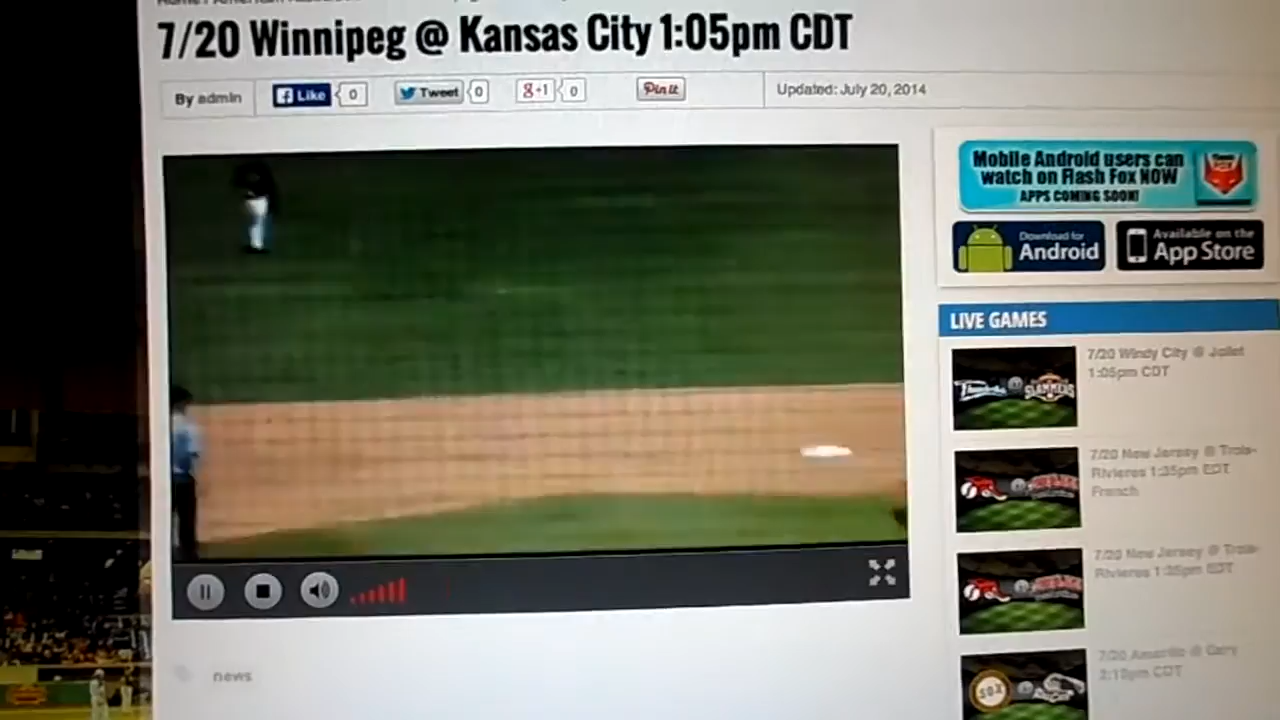 7/20 Winnipeg @ Kansas City 1:05pm CDT
By admin
Like 0
Tweet 0
g+1 0
Pin it
Updated: July 20, 2014
Mobile Android users can
watch on Flash Fox NOW
APPS COMING SOON!
Download for
Android
Available on the
App Store
LIVE GAMES
7/20 Windy City @ Joliet
1:05pm CDT
SLAMMERS
7/20 New Jersey @ Trois-
Rivieres 1:35pm EDT
French
7/20 New Jersey @ Trois-
Rivieres 1:35pm EDT
7/20 Amarillo @ Gary
2:10pm CDT
SOX
news